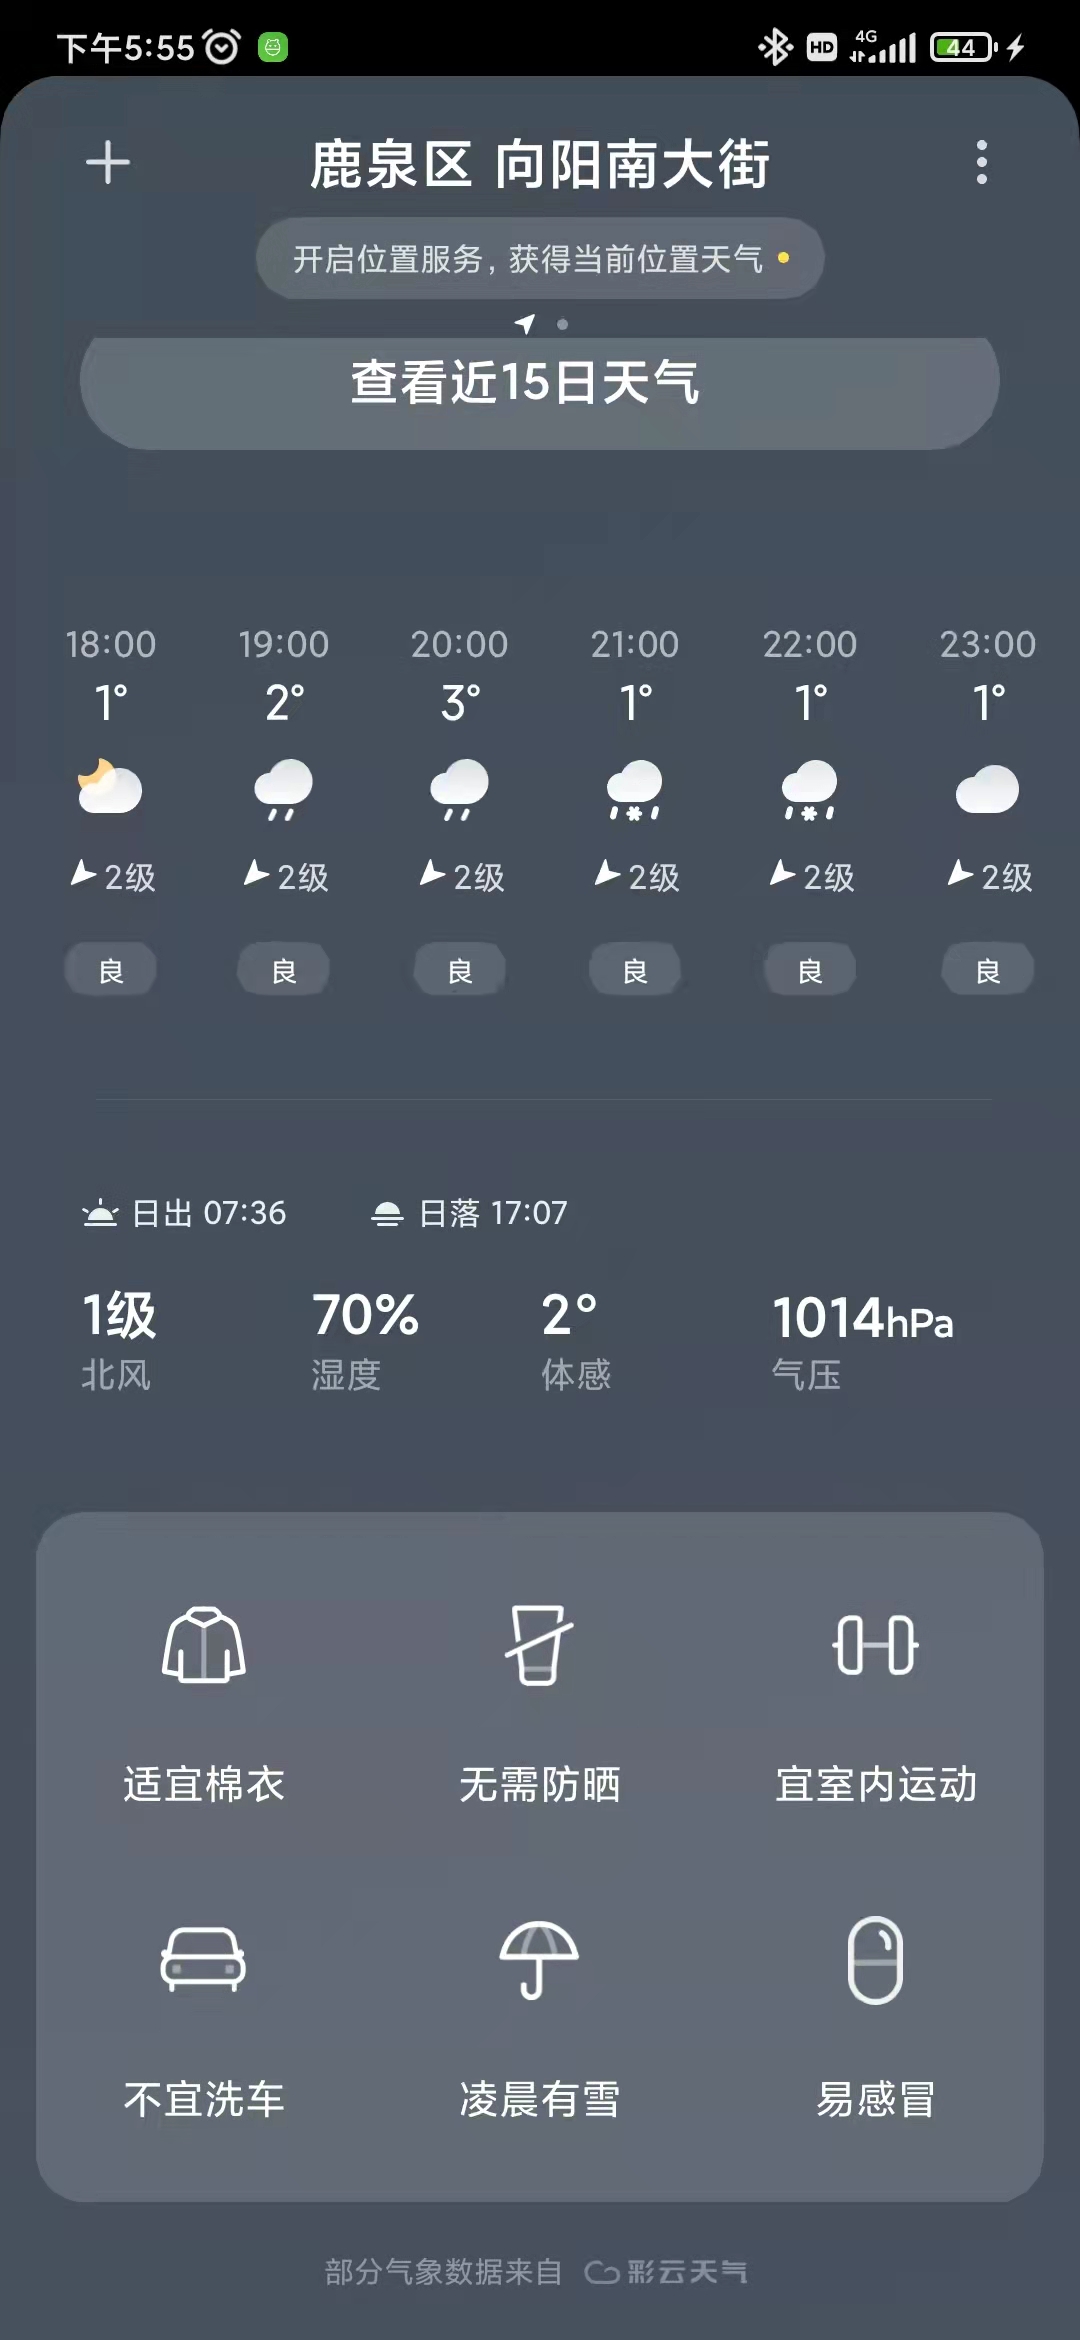 下午5:55
HD 4G 44
鹿泉区 向阳南大街
开启位置服务,获得当前位置天气
查看近15日天气
18:00 19:00 20:00 21:00 22:00 23:00
1° 2° 3° 1° 1° 1°
2级 2级 2级 2级 2级 2级
良 良 良 良 良 良
日出 07:36 日落 17:07
1级 70% 2° 1014hPa
北风 湿度 体感 气压
适宜棉衣 无需防晒 宜室内运动
不宜洗车 凌晨有雪 易感冒
部分气象数据来自 彩云天气